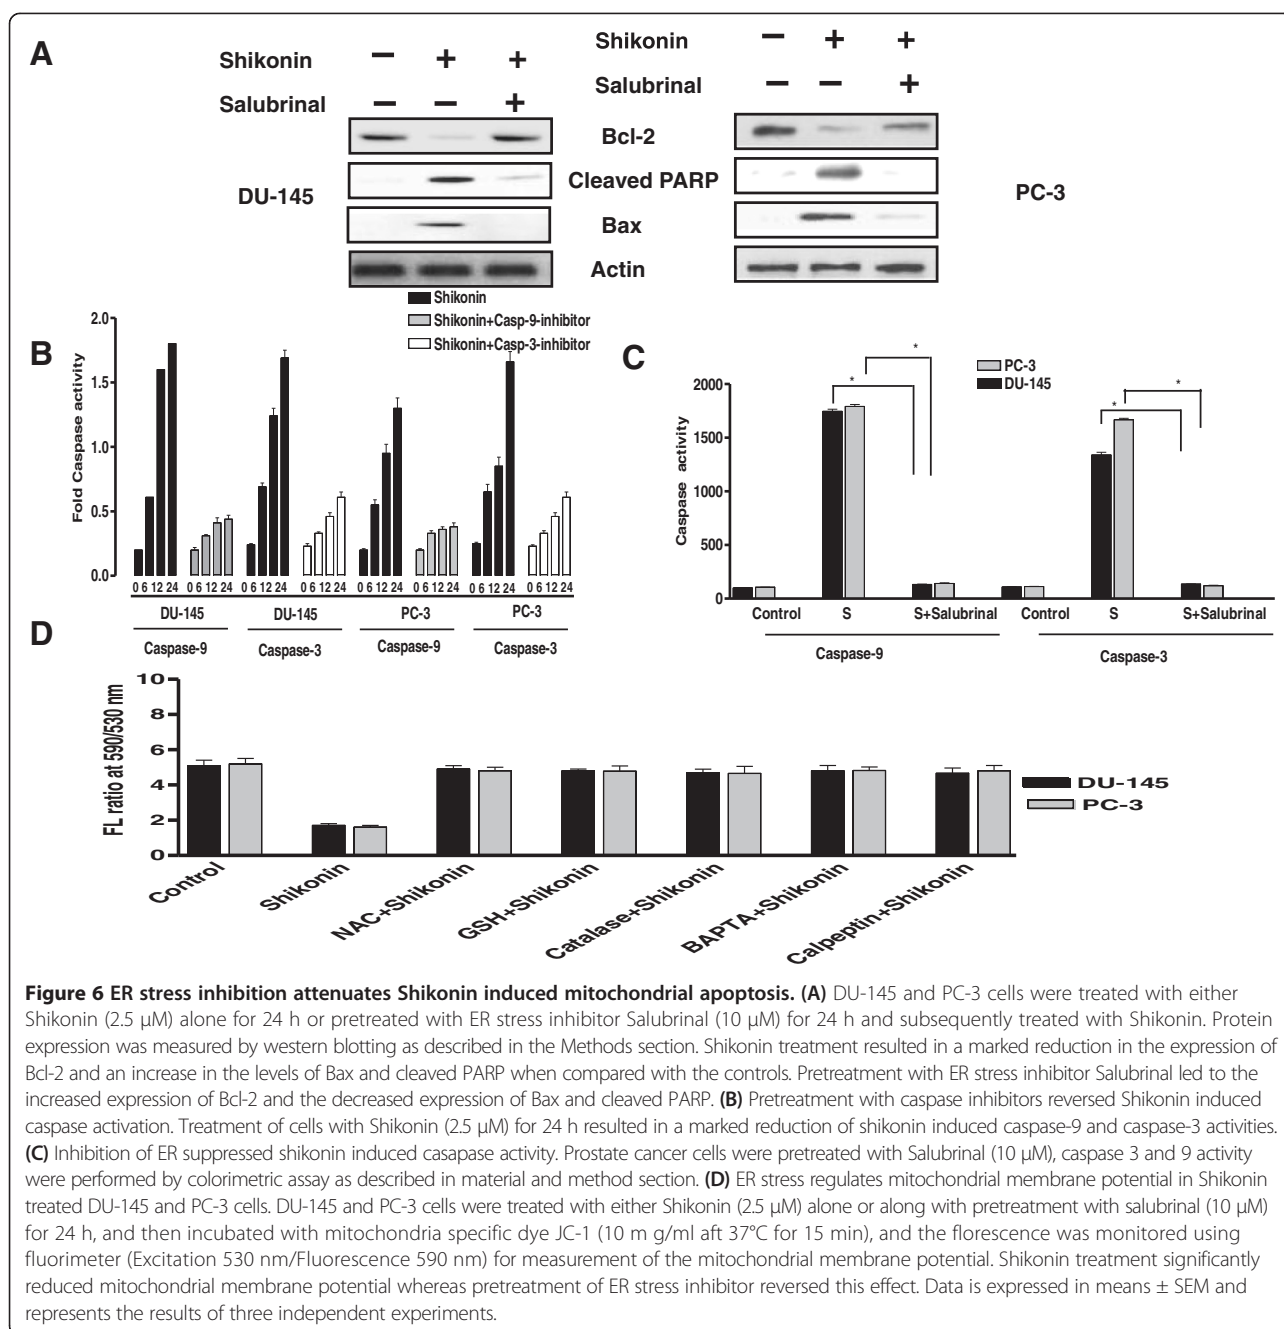 A
Shikonin − + +
Salubrinal − − +
Shikonin − + +
Salubrinal − − +
DU-145
Bcl-2
Cleaved PARP
Bax
Actin
PC-3
B
Shikonin
Shikonin+Casp-9-inhibitor
Shikonin+Casp-3-inhibitor
Fold Caspase activity
2.0
1.5
1.0
0.5
0.0
0 6 12 24 0 6 12 24 0 6 12 24 0 6 12 24 0 6 12 24 0 6 12 24 0 6 12 24 0 6 12 24
DU-145 DU-145 PC-3 PC-3
Caspase-9 Caspase-3 Caspase-9 Caspase-3
C
PC-3
DU-145
Caspase activity
2000
1500
1000
500
0
* * * *
Control S S+Salubrinal Control S S+Salubrinal
Caspase-9 Caspase-3
D
FL ratio at 590/530 nm
10
8
6
4
2
0
DU-145
PC-3
Control
Shikonin
NAC+Shikonin
GSH+Shikonin
Catalase+Shikonin
BAPTA+Shikonin
Calpeptin+Shikonin
Figure 6 ER stress inhibition attenuates Shikonin induced mitochondrial apoptosis. (A) DU-145 and PC-3 cells were treated with either
Shikonin (2.5 μM) alone for 24 h or pretreated with ER stress inhibitor Salubrinal (10 μM) for 24 h and subsequently treated with Shikonin. Protein
expression was measured by western blotting as described in the Methods section. Shikonin treatment resulted in a marked reduction in the expression of
Bcl-2 and an increase in the levels of Bax and cleaved PARP when compared with the controls. Pretreatment with ER stress inhibitor Salubrinal led to the
increased expression of Bcl-2 and the decreased expression of Bax and cleaved PARP. (B) Pretreatment with caspase inhibitors reversed Shikonin induced
caspase activation. Treatment of cells with Shikonin (2.5 μM) for 24 h resulted in a marked reduction of shikonin induced caspase-9 and caspase-3 activities.
(C) Inhibition of ER suppressed shikonin induced casapase activity. Prostate cancer cells were pretreated with Salubrinal (10 μM), caspase 3 and 9 activity
were performed by colorimetric assay as described in material and method section. (D) ER stress regulates mitochondrial membrane potential in Shikonin
treated DU-145 and PC-3 cells. DU-145 and PC-3 cells were treated with either Shikonin (2.5 μM) alone or along with pretreatment with salubrinal (10 μM)
for 24 h, and then incubated with mitochondria specific dye JC-1 (10 m g/ml aft 37°C for 15 min), and the florescence was monitored using
fluorimeter (Excitation 530 nm/Fluorescence 590 nm) for measurement of the mitochondrial membrane potential. Shikonin treatment significantly
reduced mitochondrial membrane potential whereas pretreatment of ER stress inhibitor reversed this effect. Data is expressed in means ± SEM and
represents the results of three independent experiments.